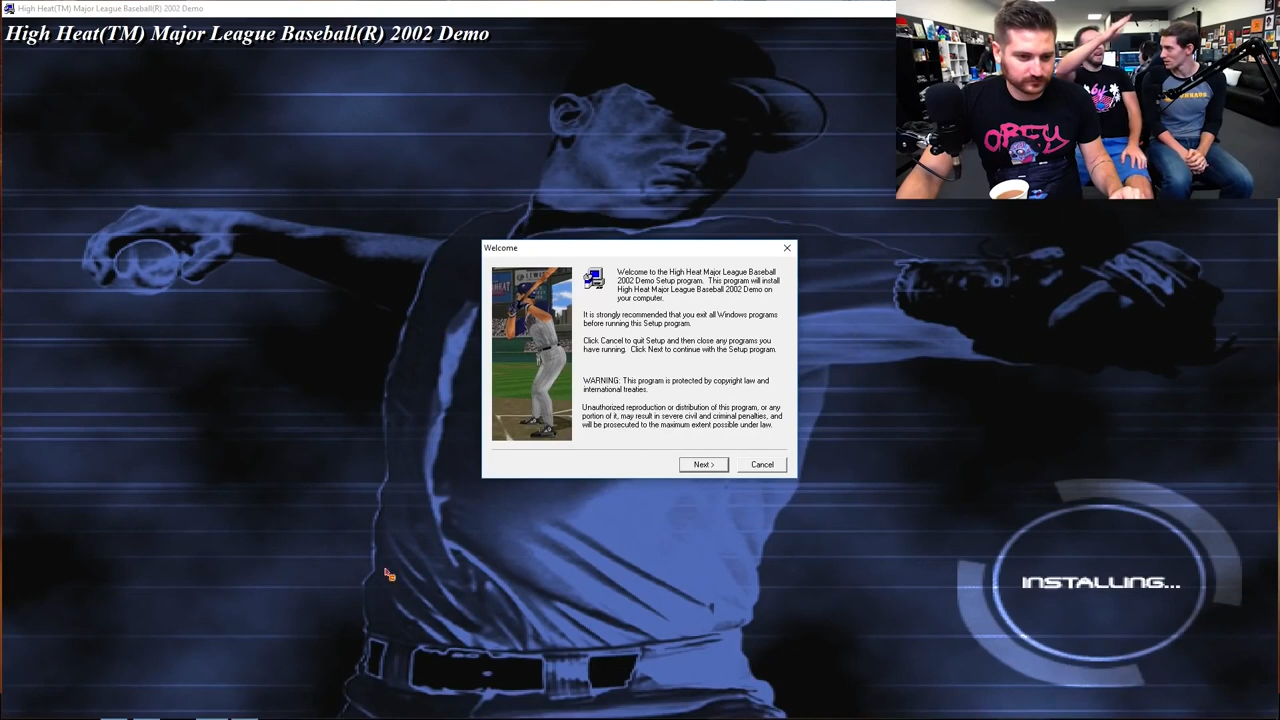 High Heat(TM) Major League Baseball(R) 2002 Demo
High Heat(TM) Major League Baseball(R) 2002 Demo
OBEY
Welcome
Welcome to the High Heat Major League Baseball
2002 Demo Setup program. This program will install
High Heat Major League Baseball 2002 Demo on
your computer.
It is strongly recommended that you exit all Windows programs
before running this Setup program.
Click Cancel to quit Setup and then close any programs you
have running. Click Next to continue with the Setup program.
WARNING: This program is protected by copyright law and
international treaties.
Unauthorized reproduction or distribution of this program, or any
portion of it, may result in severe civil and criminal penalties, and
will be prosecuted to the maximum extent possible under law.
Next >
Cancel
INSTALLING...